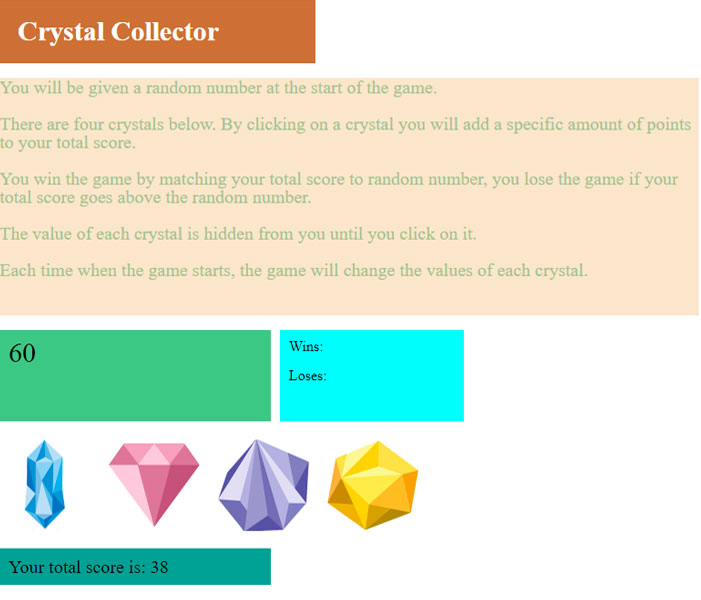 Crystal Collector
You will be given a random number at the start of the game.
There are four crystals below. By clicking on a crystal you will add a specific amount of points
to your total score.
You win the game by matching your total score to random number, you lose the game if your
total score goes above the random number.
The value of each crystal is hidden from you until you click on it.
Each time when the game starts, the game will change the values of each crystal.
60
Wins:
Loses:
Your total score is: 38